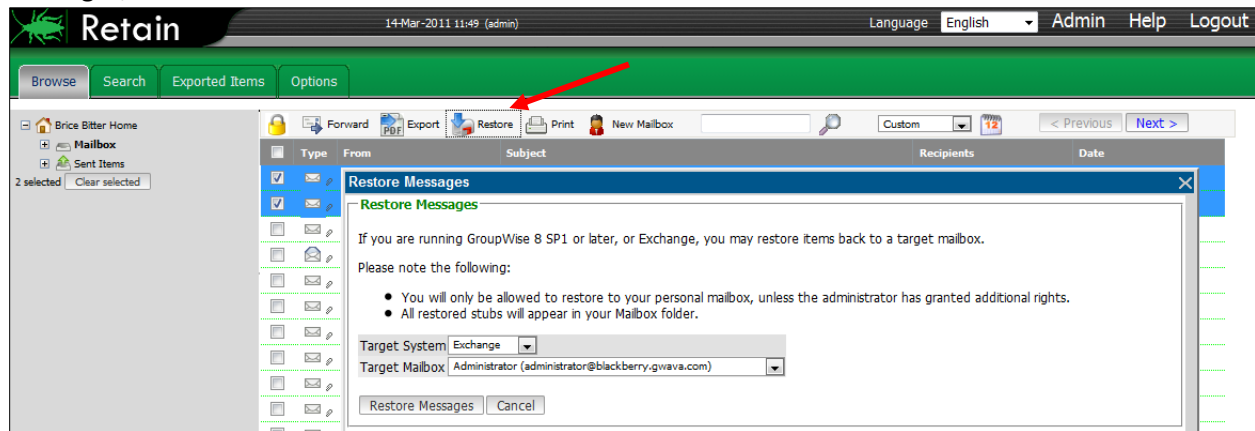 Retain
14-Mar-2011 11:49 (admin)
Language English Admin Help Logout
Browse Search Exported Items Options
Brice Bitter Home
Mailbox
Sent Items
2 selected Clear selected
Forward PDF Export Restore Print New Mailbox Custom 12 < Previous Next >
Type From Subject Recipients Date
Restore Messages
Restore Messages
If you are running GroupWise 8 SP1 or later, or Exchange, you may restore items back to a target mailbox.
Please note the following:
• You will only be allowed to restore to your personal mailbox, unless the administrator has granted additional rights.
• All restored stubs will appear in your Mailbox folder.
Target System Exchange
Target Mailbox Administrator (administrator@blackberry.gwava.com)
Restore Messages Cancel